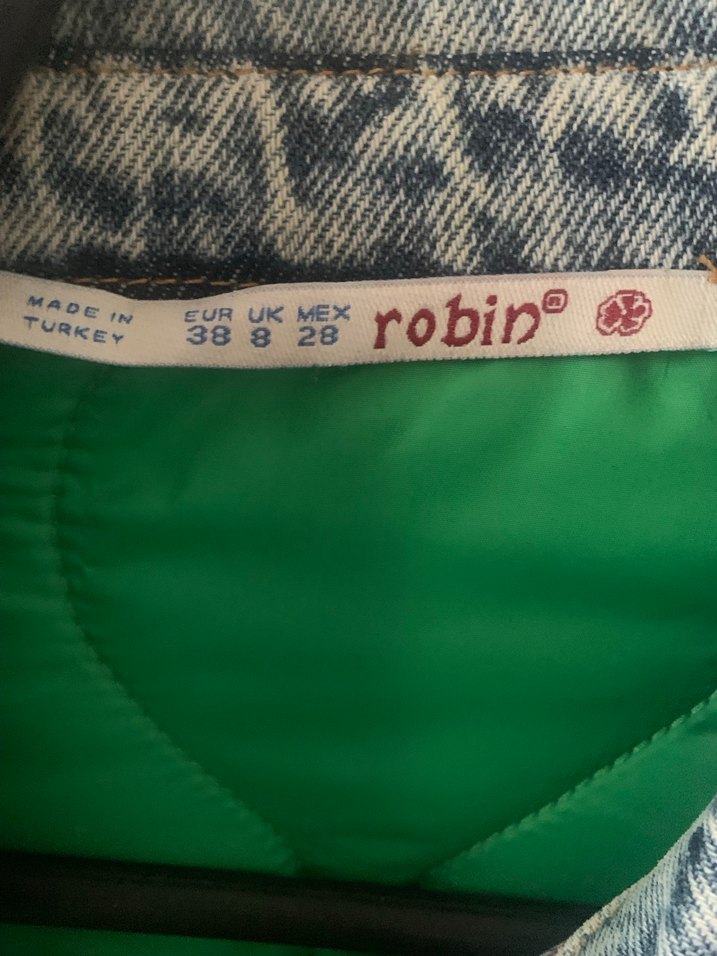 MADE IN
TURKEY
EUR UK MEX
38 8 28
robin®